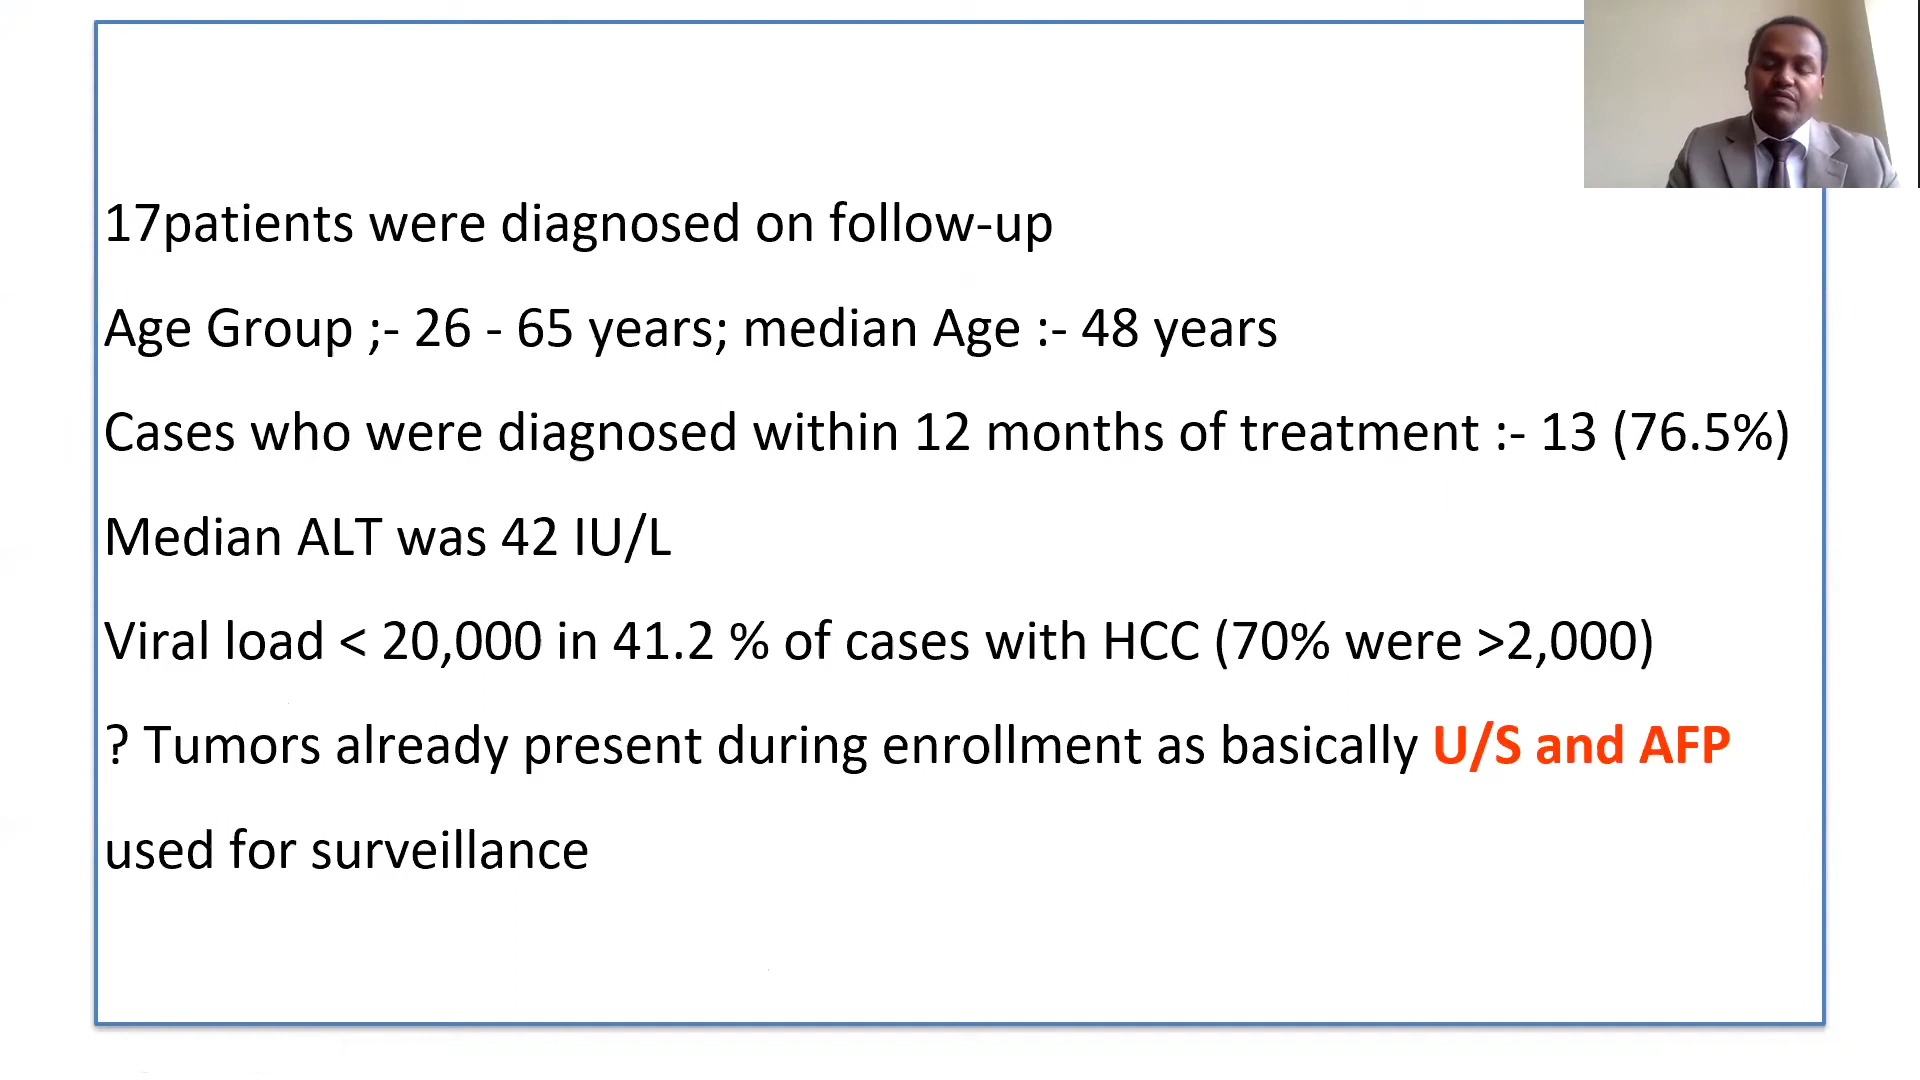 17patients were diagnosed on follow-up
Age Group ;- 26 - 65 years; median Age :- 48 years
Cases who were diagnosed within 12 months of treatment :- 13 (76.5%)
Median ALT was 42 IU/L
Viral load < 20,000 in 41.2 % of cases with HCC (70% were >2,000)
? Tumors already present during enrollment as basically U/S and AFP
used for surveillance